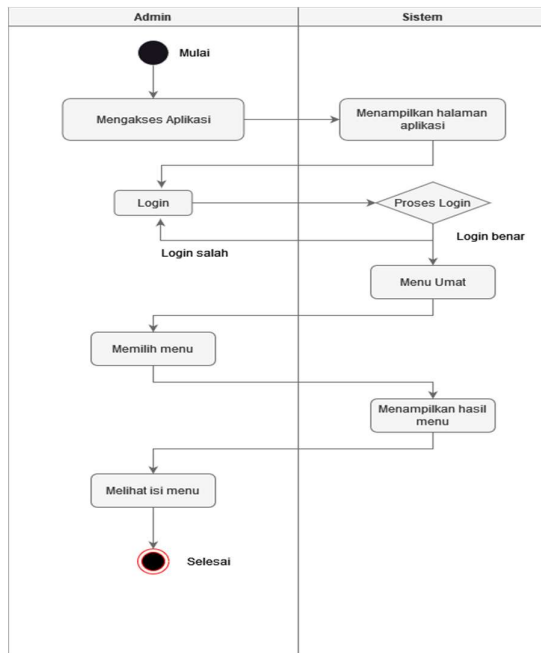 Admin
Sistem
Mulai
Mengakses Aplikasi
Menampilkan halaman
aplikasi
Login
Proses Login
Login benar
Login salah
Menu Umat
Memilih menu
Menampilkan hasil
menu
Melihat isi menu
Selesai